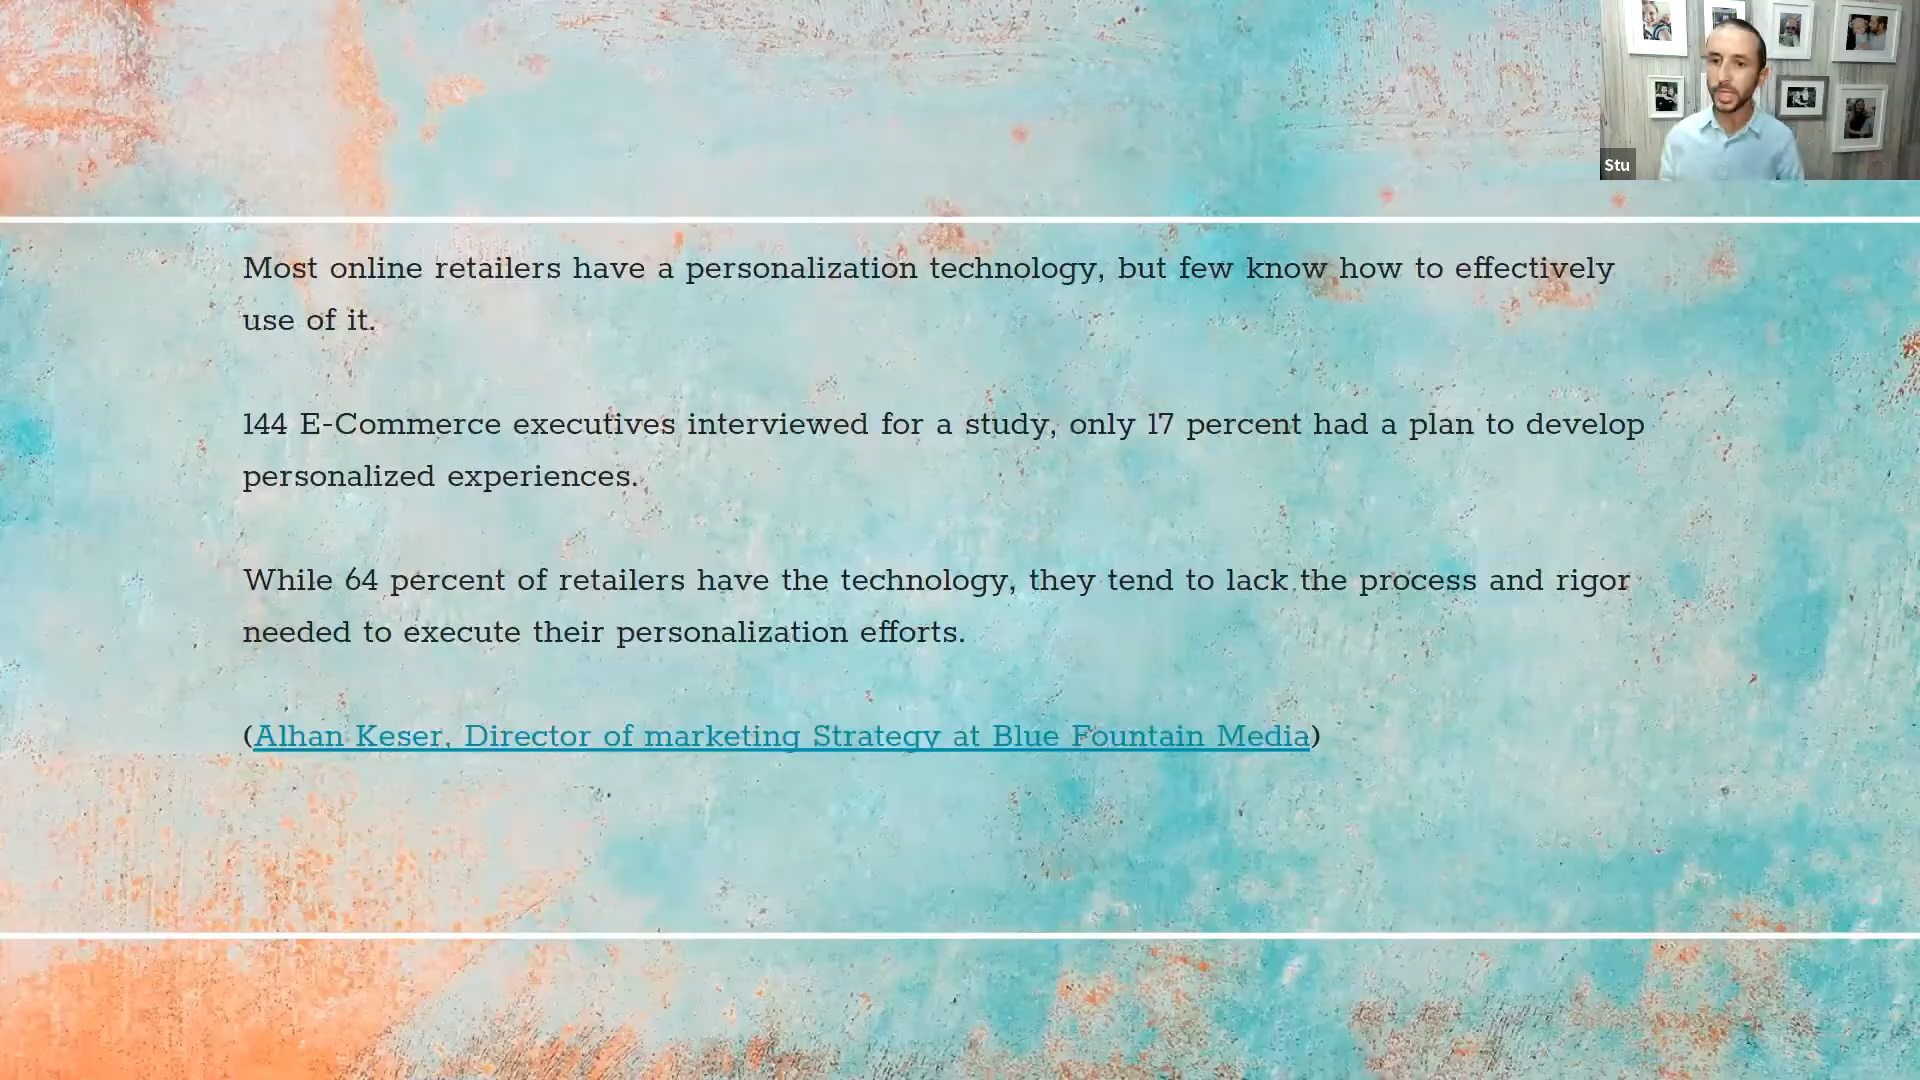 Stu
Most online retailers have a personalization technology, but few know how to effectively
use of it.
144 E-Commerce executives interviewed for a study, only 17 percent had a plan to develop
personalized experiences.
While 64 percent of retailers have the technology, they tend to lack the process and rigor
needed to execute their personalization efforts.
(Alhan Keser, Director of marketing Strategy at Blue Fountain Media)